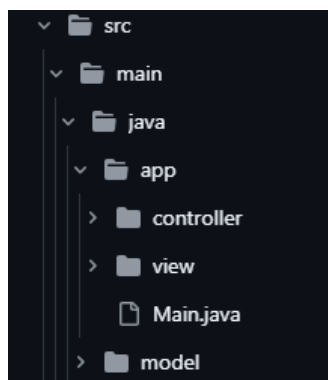 src
main
java
app
controller
view
Main.java
model